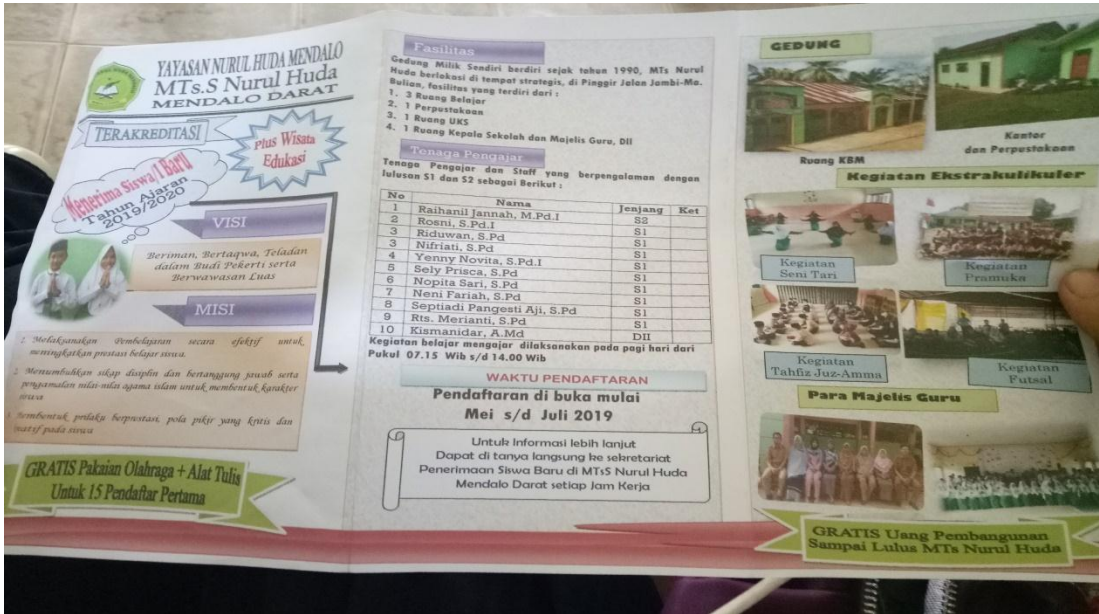 YAYASAN NURUL HUDA MENDALO
MTs.S Nurul Huda
MENDALO DARAT
TERAKREDITASI
Plus Wisata
Edukasi
Menerima Siswa/I Baru
Tahun Ajaran
2019/2020
VISI
Beriman, Bertaqwa, Teladan
dalam Budi Pekerti serta
Berwawasan Luas
MISI
1. Melaksanakan Pembelajaran secara efektif untuk
meningkatkan prestasi belajar siswa.
2. Menumbuhkan sikap disiplin dan bertanggung jawab serta
pengamalan nilai-nilai agama islam untuk membentuk karakter
siswa
prilaku berprestasi, pola pikir yang kritis dan
pada siswa
GRATIS Pakaian Olahraga + Alat Tulis
Untuk 15 Pendaftar Pertama
Fasilitas
Gedung Milik Sendiri berdiri sejak tahun 1990, MTs Nurul
Huda berlokasi di tempat strategis, di Pinggir Jalan Jambi-Ma.
Bulian, fasilitas yang terdiri dari :
1. 3 Ruang Belajar
2. 1 Perpustakaan
3. 1 Ruang UKS
4. 1 Ruang Kepala Sekolah dan Majelis Guru, Dll
Tenaga Pengajar
Tenaga Pengajar dan Staff yang berpengalaman dengan
lulusan S1 dan S2 sebagai Berikut :
No Nama Jenjang Ket
1 Raihanil Jannah, M.Pd.I S2
2 Rosni, S.Pd.I S1
3 Riduwan, S.Pd S1
3 Nifriati, S.Pd S1
4 Yenny Novita, S.Pd.I S1
5 Sely Prisca, S.Pd S1
6 Nopita Sari, S.Pd S1
7 Neni Fariah, S.Pd S1
8 Septiadi Pangesti Aji, S.Pd S1
9 Rts. Merianti, S.Pd S1
10 Kismanidar, A.Md DII
Kegiatan belajar mengajar dilaksanakan pada pagi hari dari
Pukul 07.15 Wib s/d 14.00 Wib
WAKTU PENDAFTARAN
Pendaftaran di buka mulai
Mei s/d Juli 2019
Untuk Informasi lebih lanjut
Dapat di tanya langsung ke sekretariat
Penerimaan Siswa Baru di MTsS Nurul Huda
Mendalo Darat setiap Jam Kerja
GEDUNG
Ruang KBM
Kantor
dan Perpustakaan
Kegiatan Ekstrakulikuler
Kegiatan
Seni Tari
Kegiatan
Pramuka
Kegiatan
Tahfiz Juz-Amma
Kegiatan
Futsal
Para Majelis Guru
GRATIS Uang Pembangunan
Sampai Lulus MTs Nurul Huda